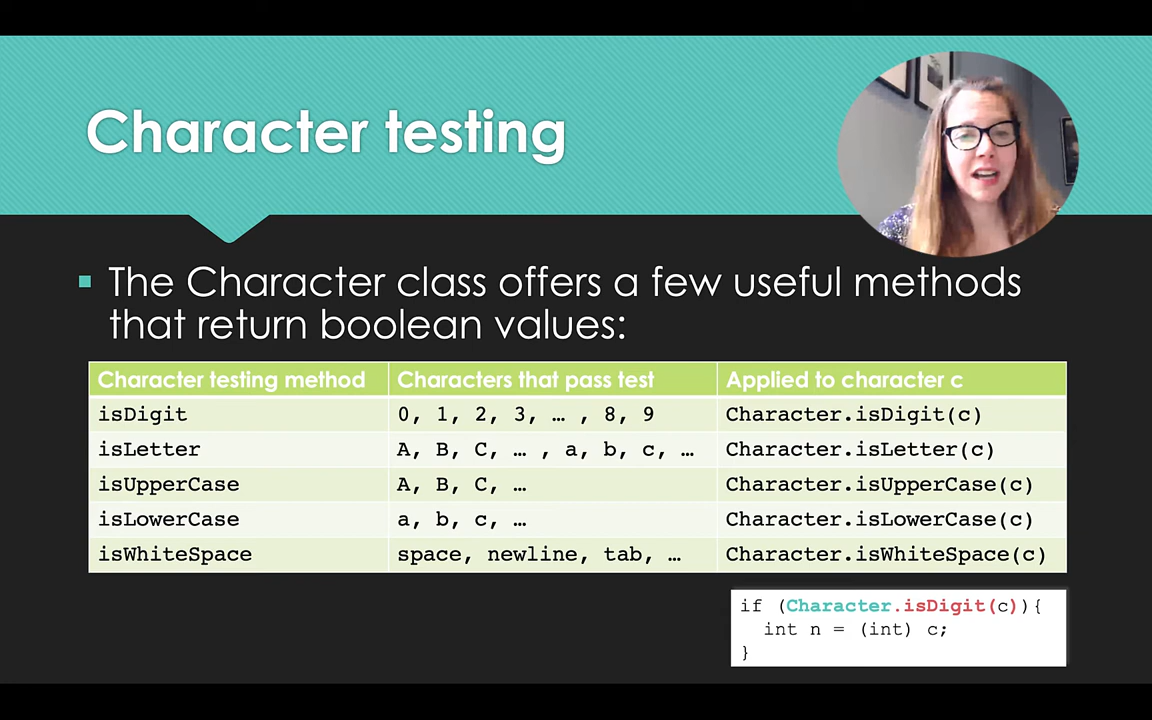 Character testing
▪ The Character class offers a few useful methods
that return boolean values:
Character testing method Characters that pass test Applied to character c
isDigit 0, 1, 2, 3, … , 8, 9 Character.isDigit(c)
isLetter A, B, C, … , a, b, c, … Character.isLetter(c)
isUpperCase A, B, C, … Character.isUpperCase(c)
isLowerCase a, b, c, … Character.isLowerCase(c)
isWhiteSpace space, newline, tab, … Character.isWhiteSpace(c)
if (Character.isDigit(c)){
int n = (int) c;
}